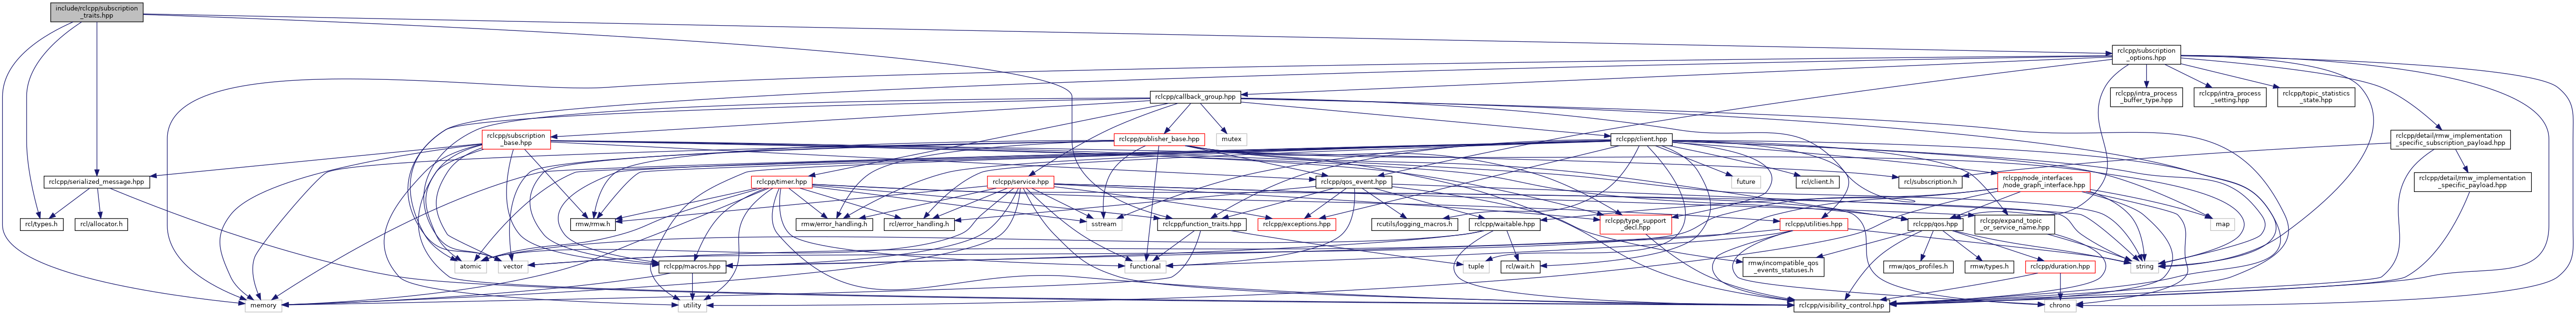 include/rclcpp/subscription
_traits.hpp
rclcpp/subscription
_options.hpp
rclcpp/callback_group.hpp
rclcpp/intra_process
_buffer_type.hpp
rclcpp/intra_process
_setting.hpp
rclcpp/topic_statistics
_state.hpp
rclcpp/subscription
_base.hpp
rclcpp/publisher_base.hpp
mutex
rclcpp/client.hpp
rclcpp/detail/rmw_implementation
_specific_subscription_payload.hpp
rclcpp/serialized_message.hpp
rclcpp/timer.hpp
rclcpp/service.hpp
rclcpp/qos_event.hpp
future
rcl/client.h
rcl/subscription.h
rclcpp/node_interfaces
/node_graph_interface.hpp
rclcpp/detail/rmw_implementation
_specific_payload.hpp
rcl/types.h
rcl/allocator.h
rmw/rmw.h
rmw/error_handling.h
rcl/error_handling.h
sstream
rclcpp/function_traits.hpp
rclcpp/exceptions.hpp
rcutils/logging_macros.h
rclcpp/waitable.hpp
rclcpp/type_support
_decl.hpp
rclcpp/utilities.hpp
rclcpp/qos.hpp
rclcpp/expand_topic
_or_service_name.hpp
map
atomic
vector
rclcpp/macros.hpp
functional
tuple
rcl/wait.h
rmw/incompatible_qos
_events_statuses.h
rmw/qos_profiles.h
rmw/types.h
rclcpp/duration.hpp
string
memory
utility
rclcpp/visibility_control.hpp
chrono